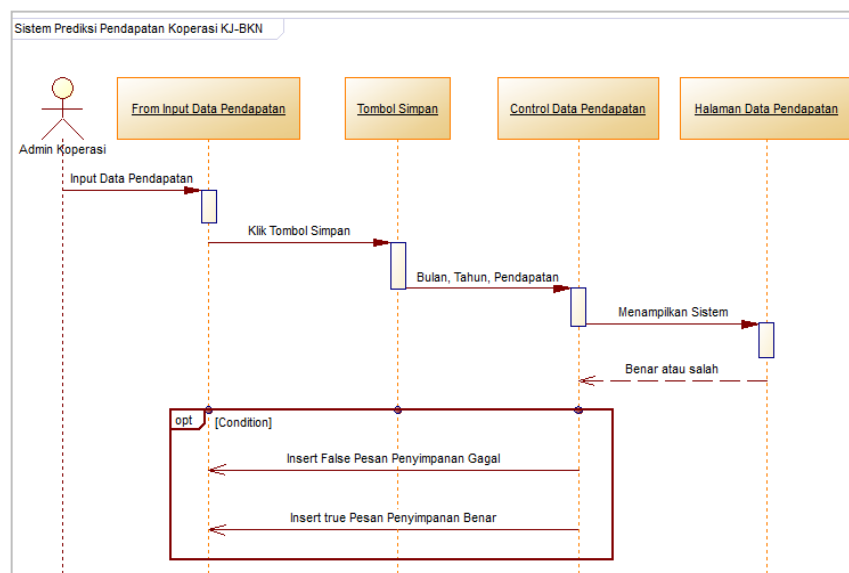 Sistem Prediksi Pendapatan Koperasi KJ-BKN
From Input Data Pendapatan
Tombol Simpan
Control Data Pendapatan
Halaman Data Pendapatan
Admin Koperasi
Input Data Pendapatan
Klik Tombol Simpan
Bulan, Tahun, Pendapatan
Menampilkan Sistem
Benar atau salah
opt [Condition]
Insert False Pesan Penyimpanan Gagal
Insert true Pesan Penyimpanan Benar